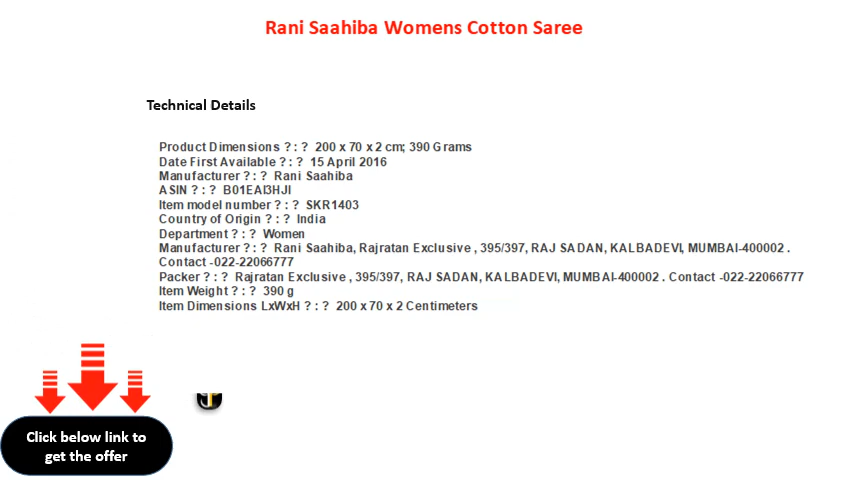 Rani Saahiba Womens Cotton Saree
Technical Details
Product Dimensions ? : ? 200 x 70 x 2 cm; 390 Grams
Date First Available ? : ? 15 April 2016
Manufacturer ? : ? Rani Saahiba
ASIN ? : ? B01EAI3HJI
Item model number ? : ? SKR1403
Country of Origin ? : ? India
Department ? : ? Women
Manufacturer ? : ? Rani Saahiba, Rajratan Exclusive , 395/397, RAJ SADAN, KALBADEVI, MUMBAI-400002 .
Contact -022-22066777
Packer ? : ? Rajratan Exclusive , 395/397, RAJ SADAN, KALBADEVI, MUMBAI-400002 . Contact -022-22066777
Item Weight ? : ? 390 g
Item Dimensions LxWxH ? : ? 200 x 70 x 2 Centimeters
Click below link to
get the offer